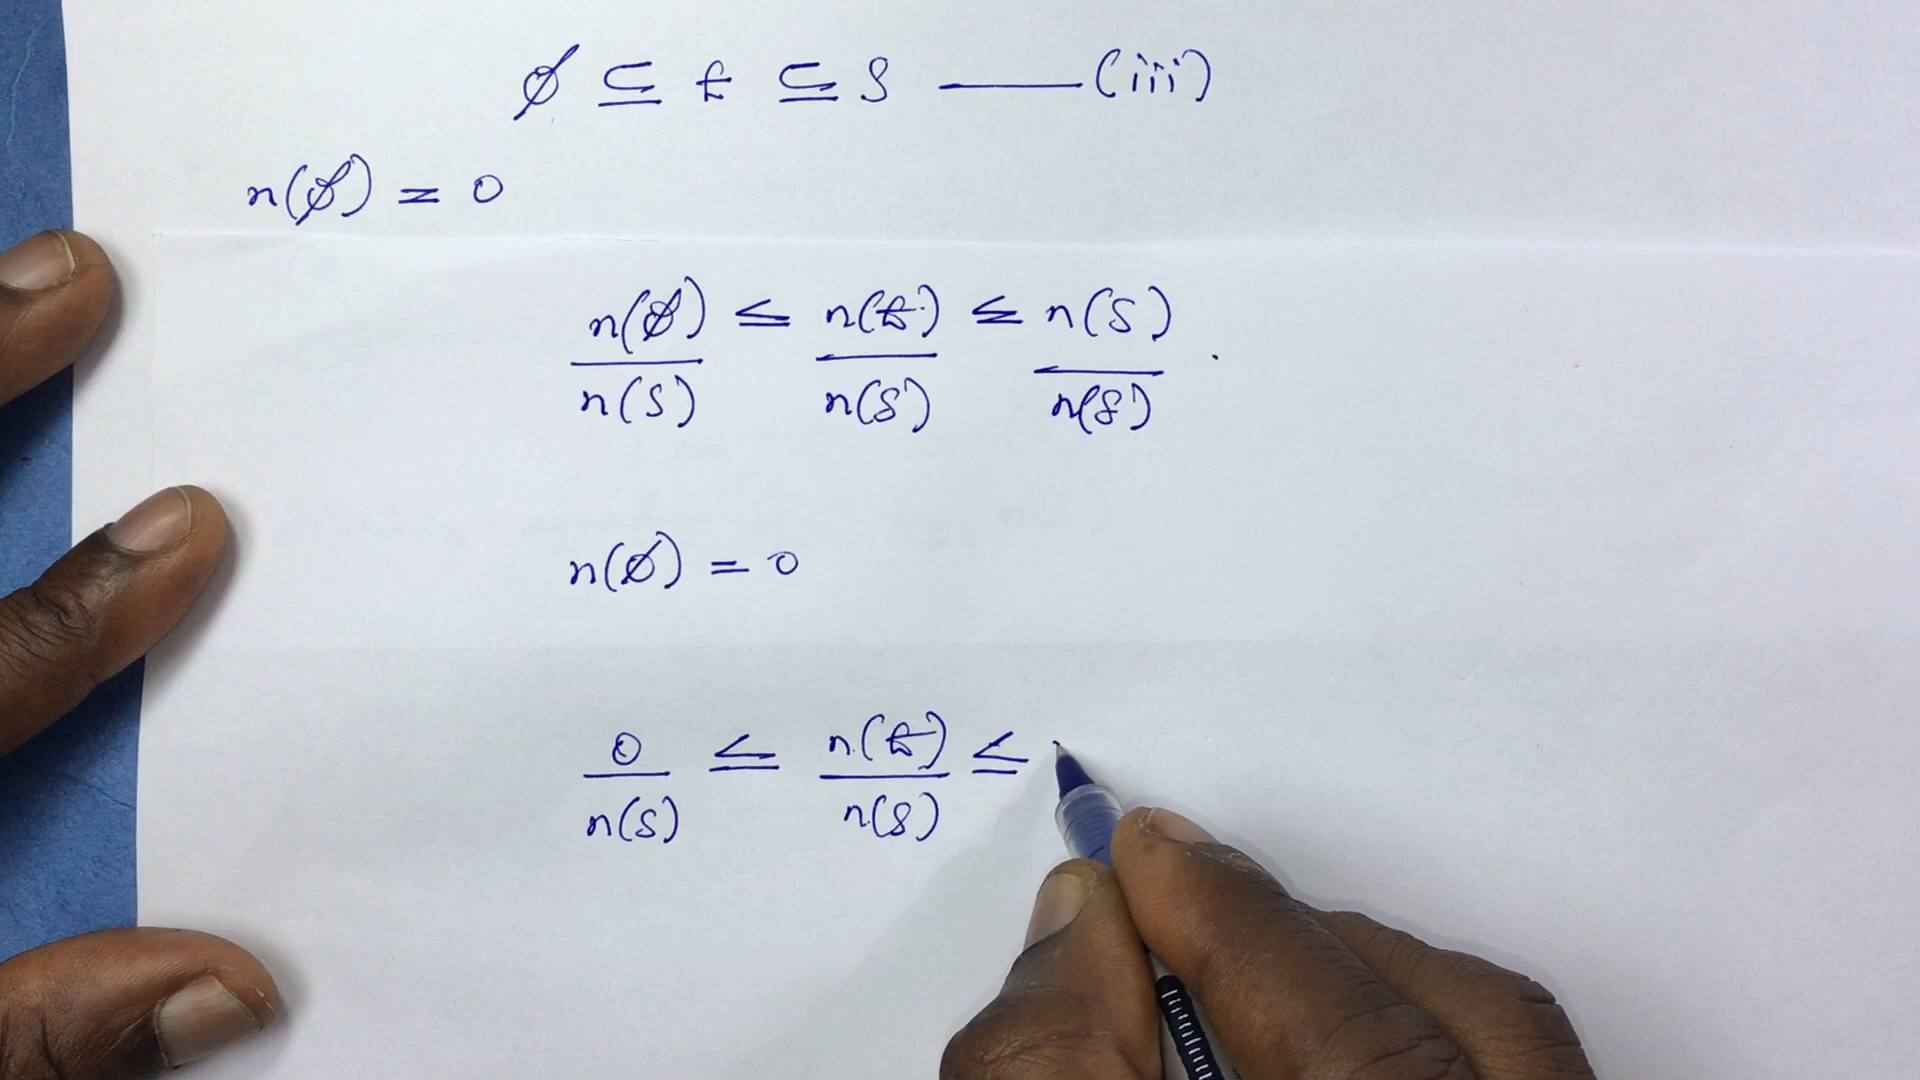 ∅ ⊆ E ⊆ S —— (iii)
n(∅) = 0
n(∅)/n(S) ≤ n(E)/n(S) ≤ n(S)/n(S) .
n(∅) = 0
0/n(S) ≤ n(E)/n(S) ≤